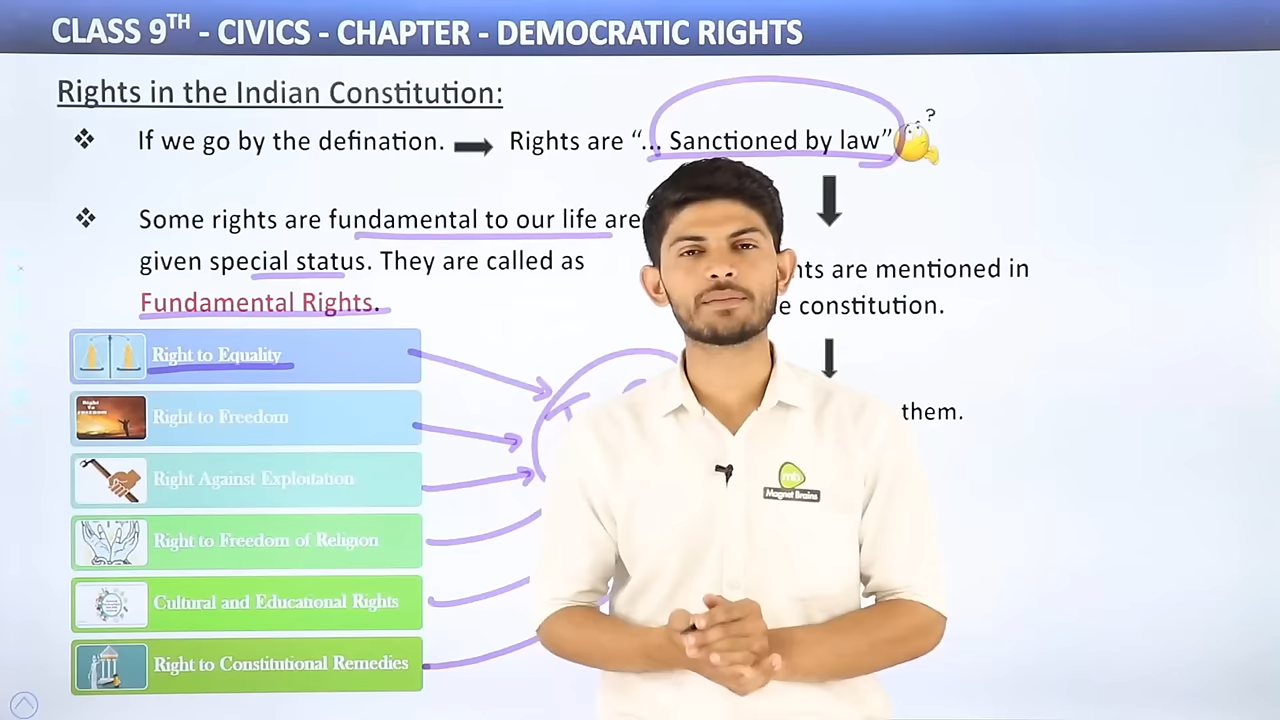 CLASS 9TH - CIVICS - CHAPTER - DEMOCRATIC RIGHTS
Rights in the Indian Constitution:
❖ If we go by the defination. ➡ Rights are “... Sanctioned by law”
?
❖ Some rights are fundamental to our life are
given special status. They are called as
Fundamental Rights.
are mentioned in
constitution.
them.
Right to Equality
Right to Freedom
Right Against Exploitation
Right to Freedom of Religion
Cultural and Educational Rights
Right to Constitutional Remedies
mb
Magnet Brains